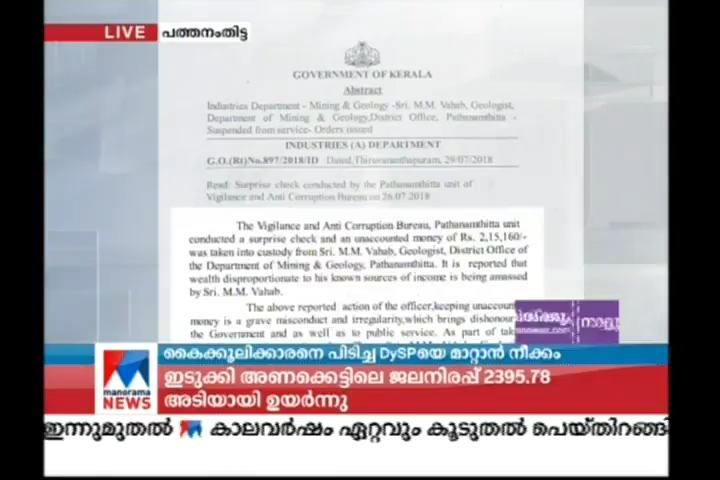 LIVE പത്തനംതിട്ട
GOVERNMENT OF KERALA
Abstract
Industries Department - Mining & Geology -Sri. M.M. Vahab, Geologist,
Department of Mining & Geology,District Office, Pathanamthitta -
Suspended from service- Orders issued
INDUSTRIES (A) DEPARTMENT
G.O.(Rt)No.897/2018/ID Dated,Thiruvananthapuram, 29/07/2018
Read: Surprise check conducted by the Pathanamthitta unit of
Vigilance and Anti Corruption Bureau on 26.07.2018
The Vigilance and Anti Corruption Bureau, Pathanamthitta unit
conducted a surprise check and an unaccounted money of Rs. 2,15,160/-
was taken into custody from Sri. M.M. Vahab, Geologist, District Office of
the Department of Mining & Geology, Pathanamthitta. It is reported that
wealth disproportionate to his known sources of income is being amassed
by Sri. M.M. Vahab.
The above reported action of the officer,keeping unaccoun
money is a grave misconduct and irregularity,which brings dishonour
the Government and as well as to public service. As part of tak
കൈക്കൂലിക്കാരനെ പിടിച്ച DySPയെ മാറ്റാൻ നീക്കം
manorama
NEWS
ഇടുക്കി അണക്കെട്ടിലെ ജലനിരപ്പ് 2395.78
അടിയായി ഉയർന്നു
ഇന്നുമുതൽ കാലവർഷം ഏറ്റവും കൂടുതൽ പെയ്തിറങ്ങി